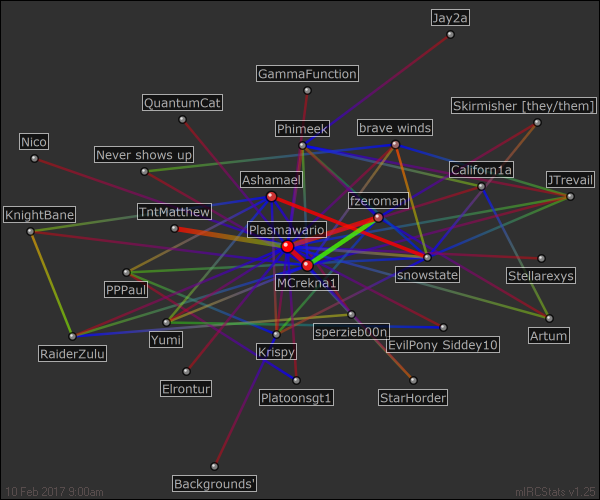 Jay2a
GammaFunction
QuantumCat
Skirmisher [they/them]
Phimeek
brave winds
Nico
Never shows up
Californ1a
Ashamael
JTrevail
fzeroman
TntMatthew
KnightBane
Plasmawario
MCrekna1
snowstate
Stellarexys
PPPaul
sperzieb00n
Artum
Yumi
EvilPony Siddey10
RaiderZulu
Krispy
Elrontur
Platoonsgt1
StarHorder
Backgrounds'
10 Feb 2017 9:00am
mIRCStats v1.25